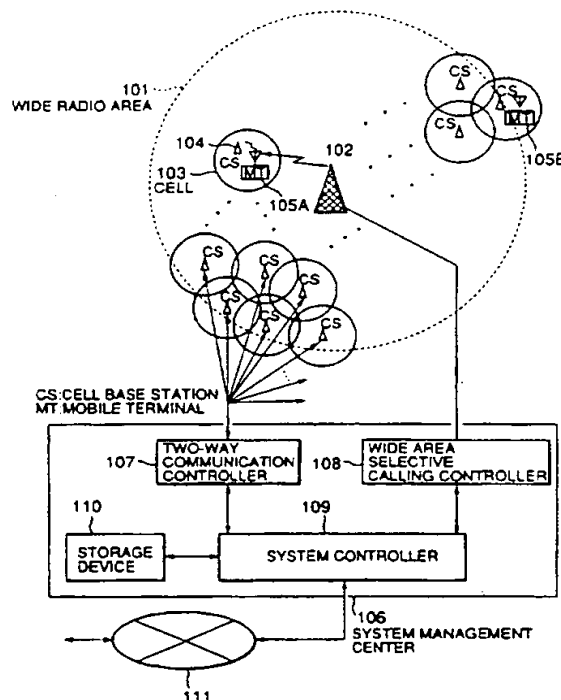 101
WIDE RADIO AREA
CS
CS
CS
MT
105B
104
CS
103
CELL
MT
105A
102
CS
CS
CS
CS
CS
CS
CS:CELL BASE STATION
MT:MOBILE TERMINAL
107
TWO-WAY
COMMUNICATION
CONTROLLER
108
WIDE AREA
SELECTIVE
CALLING CONTROLLER
110
STORAGE
DEVICE
109
SYSTEM CONTROLLER
106
SYSTEM MANAGEMENT
CENTER
111